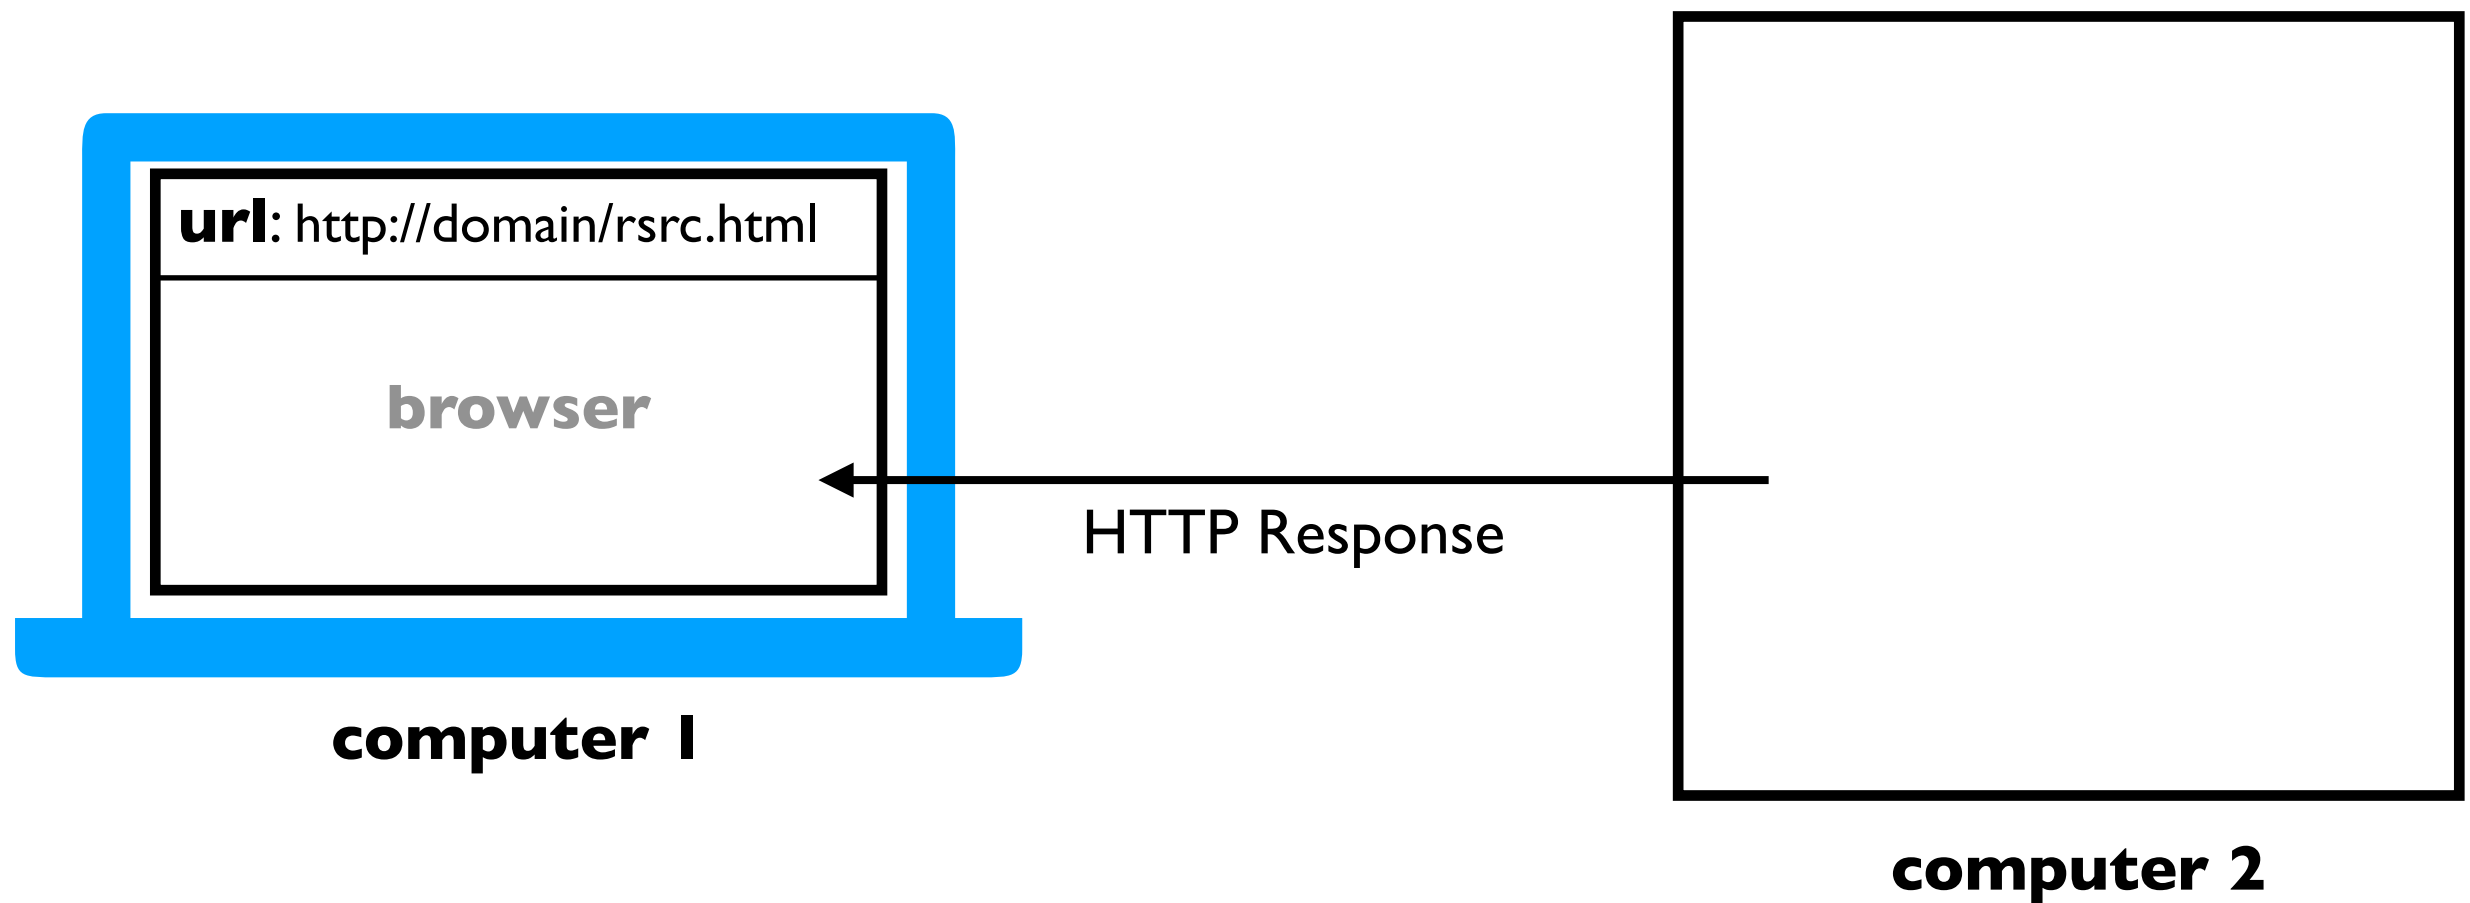 url: http://domain/rsrc.html
browser
HTTP Response
computer 1
computer 2